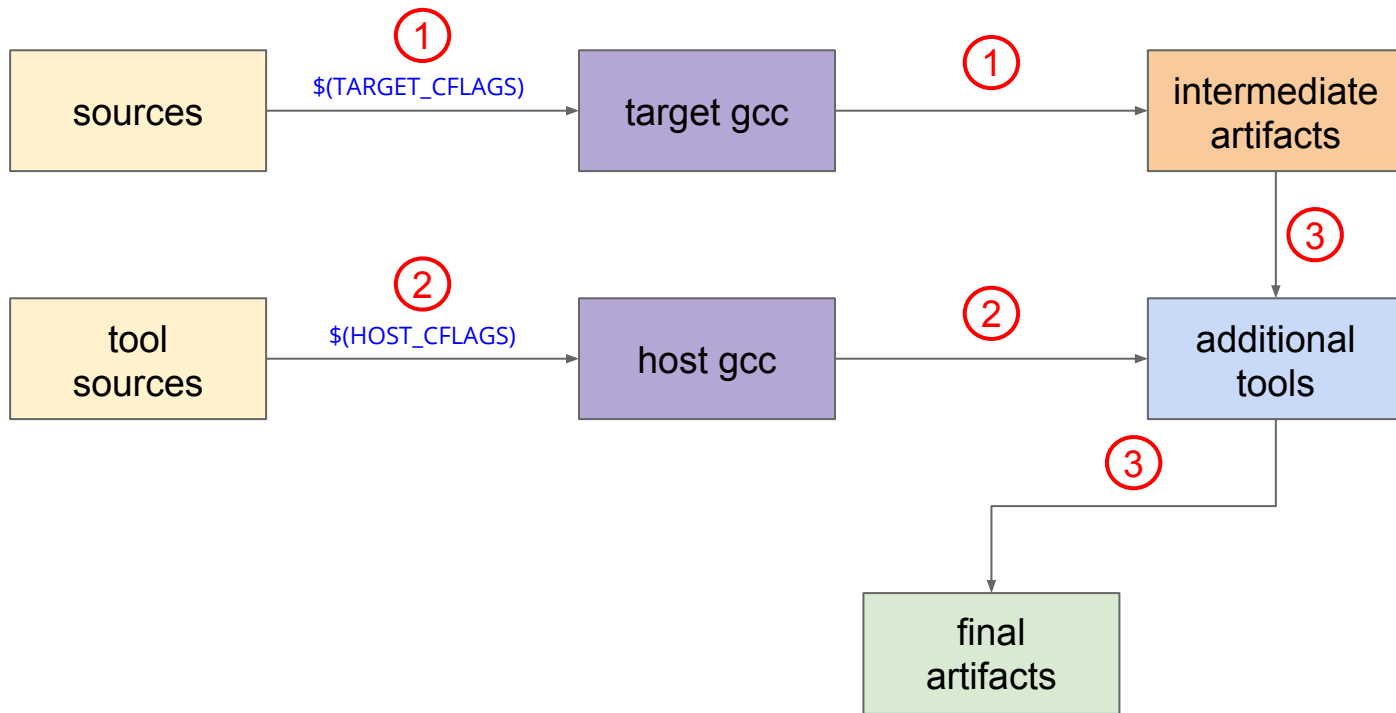 1
1
$(TARGET_CFLAGS)
sources
target gcc
intermediate
artifacts
3
2
2
$(HOST_CFLAGS)
tool
sources
host gcc
additional
tools
3
final
artifacts